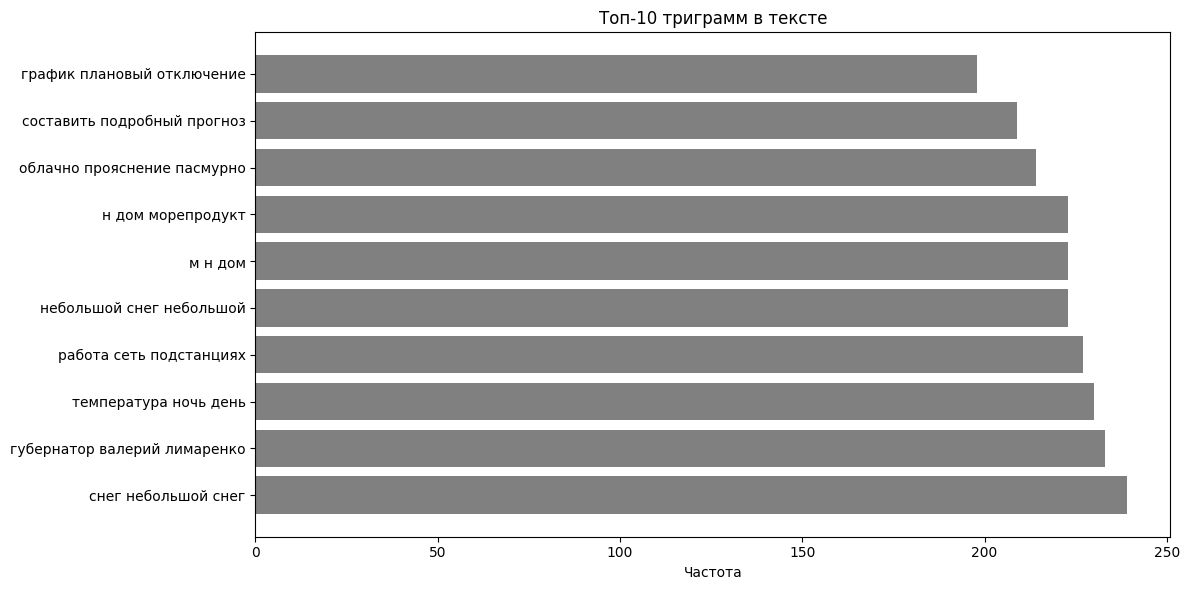 Топ-10 триграмм в тексте
график плановый отключение
составить подробный прогноз
облачно прояснение пасмурно
н дом морепродукт
м н дом
небольшой снег небольшой
работа сеть подстанциях
температура ночь день
губернатор валерий лимаренко
снег небольшой снег
0 50 100 150 200 250
Частота